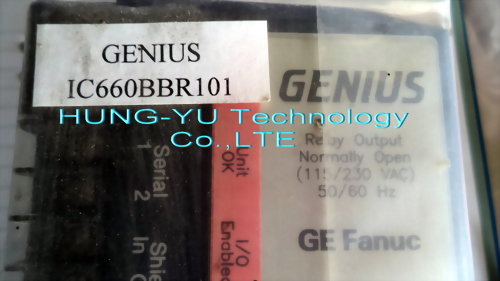 GENIUS
IC660BBR101
GENIUS
HUNG-YU Technology
Co.,LTE
Relay Output
Normally Open
(115/230 VAC)
50/60 Hz
GE Fanuc
Unit
OK
I/O
Enabled
Serial
1 2
Shie
In